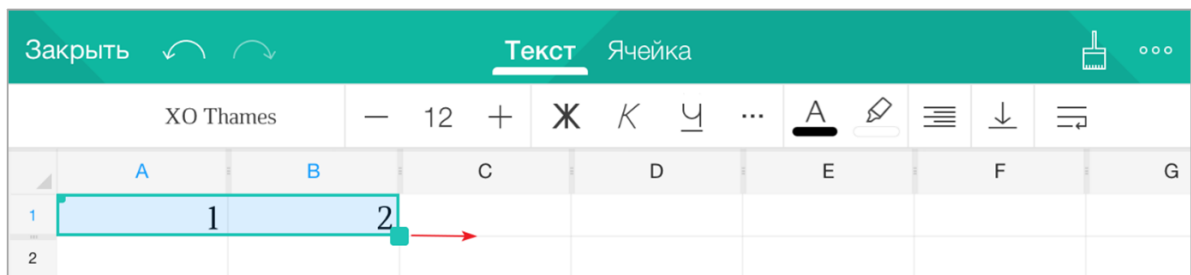 Закрыть Текст Ячейка
XO Thames 12 Ж К Ч А
A B C D E F G
1 1 2
2